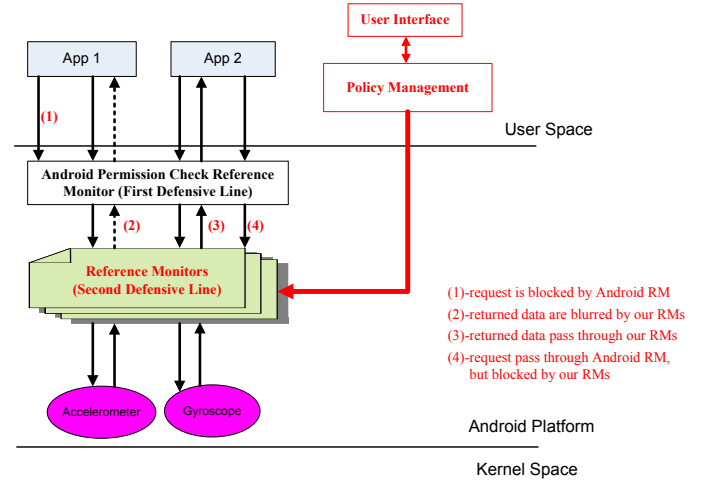 User Interface
App 1
App 2
Policy Management
(1)
User Space
Android Permission Check Reference
Monitor (First Defensive Line)
(2)
(3)
(4)
Reference Monitors
(Second Defensive Line)
(1)-request is blocked by Android RM
(2)-returned data are blurred by our RMs
(3)-returned data pass through our RMs
(4)-request pass through Android RM,
but blocked by our RMs
Accelerometer
Gyroscope
Android Platform
Kernel Space